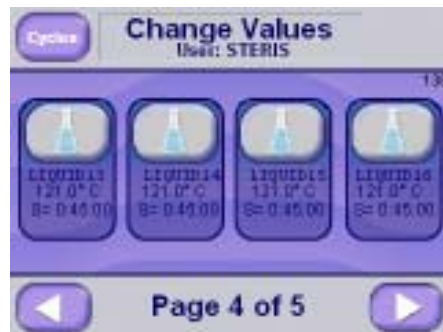 Cycles
Change Values
User: STERIS
LIQUID13
121.0° C
S= 0:45:00
LIQUID14
121.0° C
S= 0:45:00
LIQUID15
121.0° C
S= 0:45:00
LIQUID16
121.0° C
S= 0:45:00
Page 4 of 5